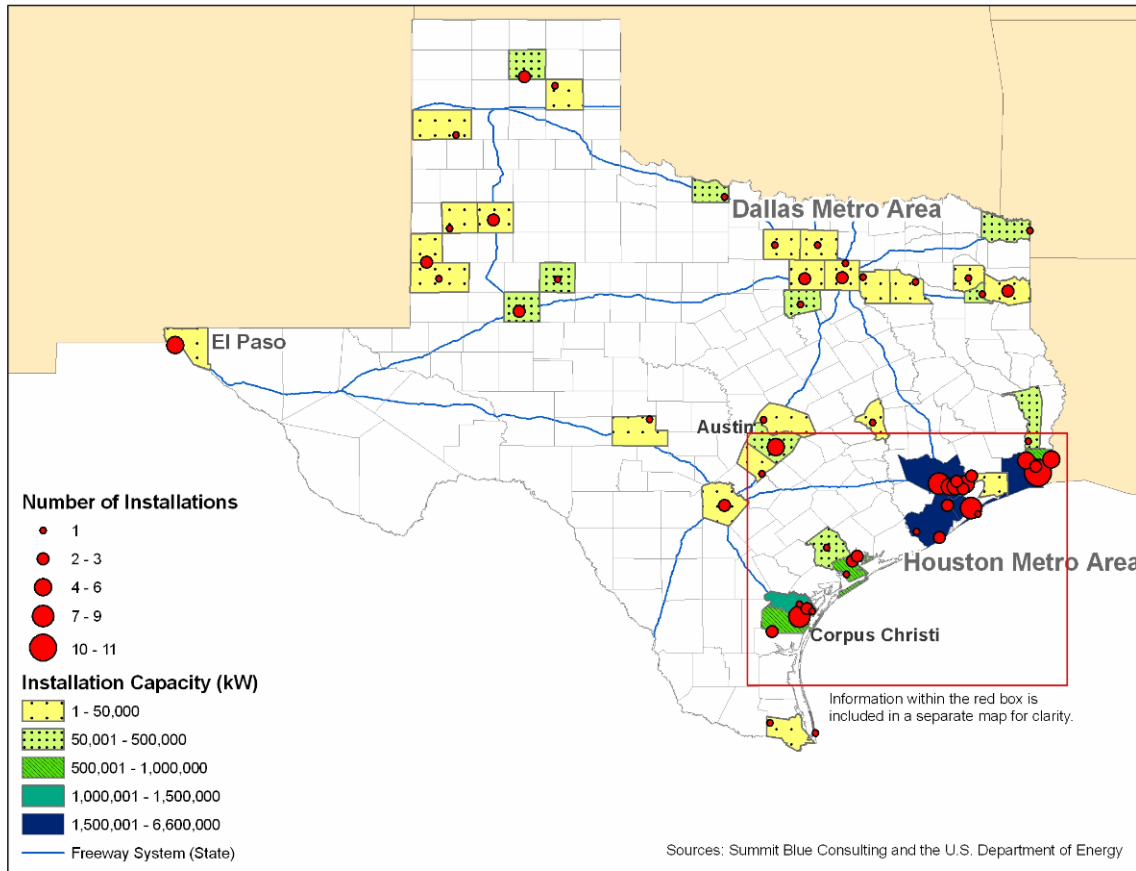 Dallas Metro Area
El Paso
Austin
Houston Metro Area
Corpus Christi
Information within the red box is
included in a separate map for clarity.
Number of Installations
1
2 - 3
4 - 6
7 - 9
10 - 11
Installation Capacity (kW)
1 - 50,000
50,001 - 500,000
500,001 - 1,000,000
1,000,001 - 1,500,000
1,500,001 - 6,600,000
Freeway System (State)
Sources: Summit Blue Consulting and the U.S. Department of Energy